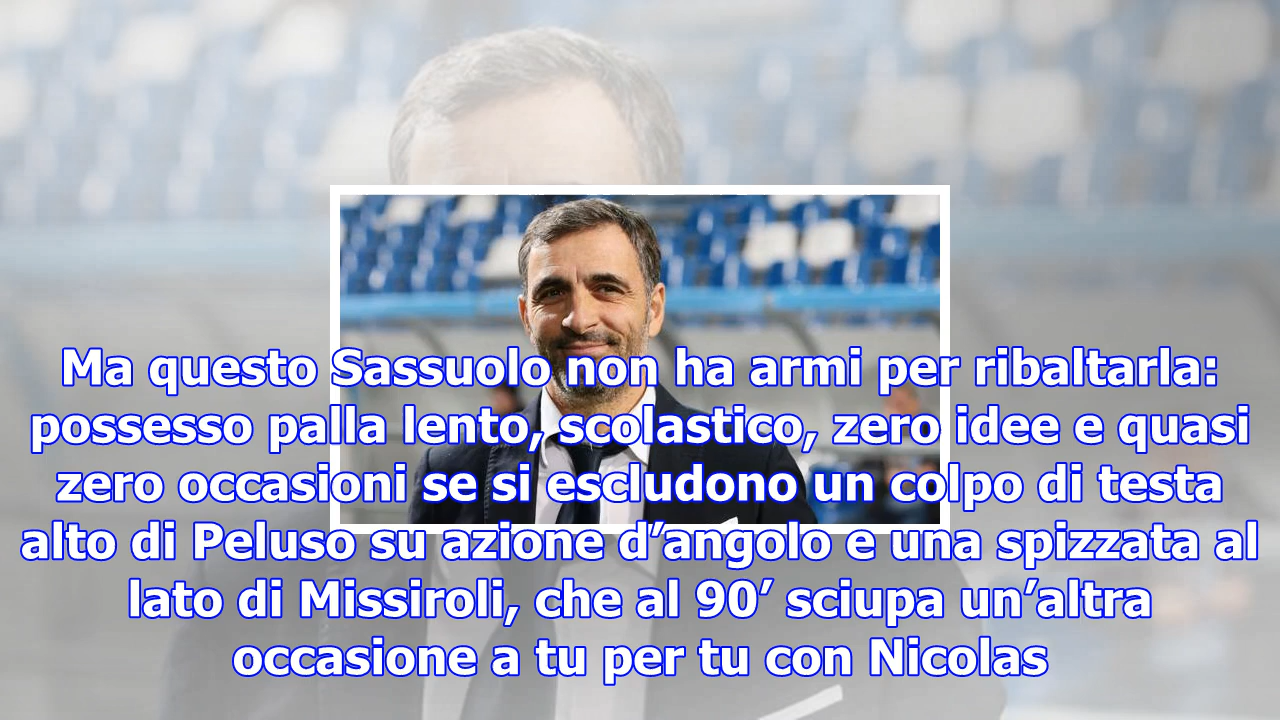 Ma questo Sassuolo non ha armi per ribaltarla:
possesso palla lento, scolastico, zero idee e quasi
zero occasioni se si escludono un colpo di testa
alto di Peluso su azione d’angolo e una spizzata al
lato di Missiroli, che al 90’ sciupa un’altra
occasione a tu per tu con Nicolas